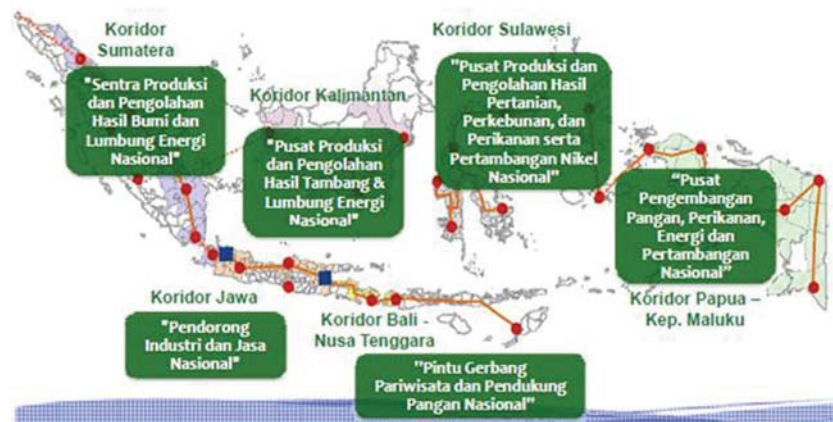 Koridor
Sumatera
"Sentra Produksi
dan Pengolahan
Hasil Bumi dan
Lumbung Energi
Nasional"
Koridor Kalimantan
"Pusat Produksi
dan Pengolahan
Hasil Tambang &
Lumbung Energi
Nasional"
Koridor Sulawesi
"Pusat Produksi dan
Pengolahan Hasil
Pertanian,
Perkebunan, dan
Perikanan serta
Pertambangan Nikel
Nasional"
"Pusat
Pengembangan
Pangan, Perikanan,
Energi dan
Pertambangan
Nasional"
Koridor Papua –
Kep. Maluku
Koridor Jawa
"Pendorong
Industri dan Jasa
Nasional"
Koridor Bali -
Nusa Tenggara
"Pintu Gerbang
Pariwisata dan Pendukung
Pangan Nasional"